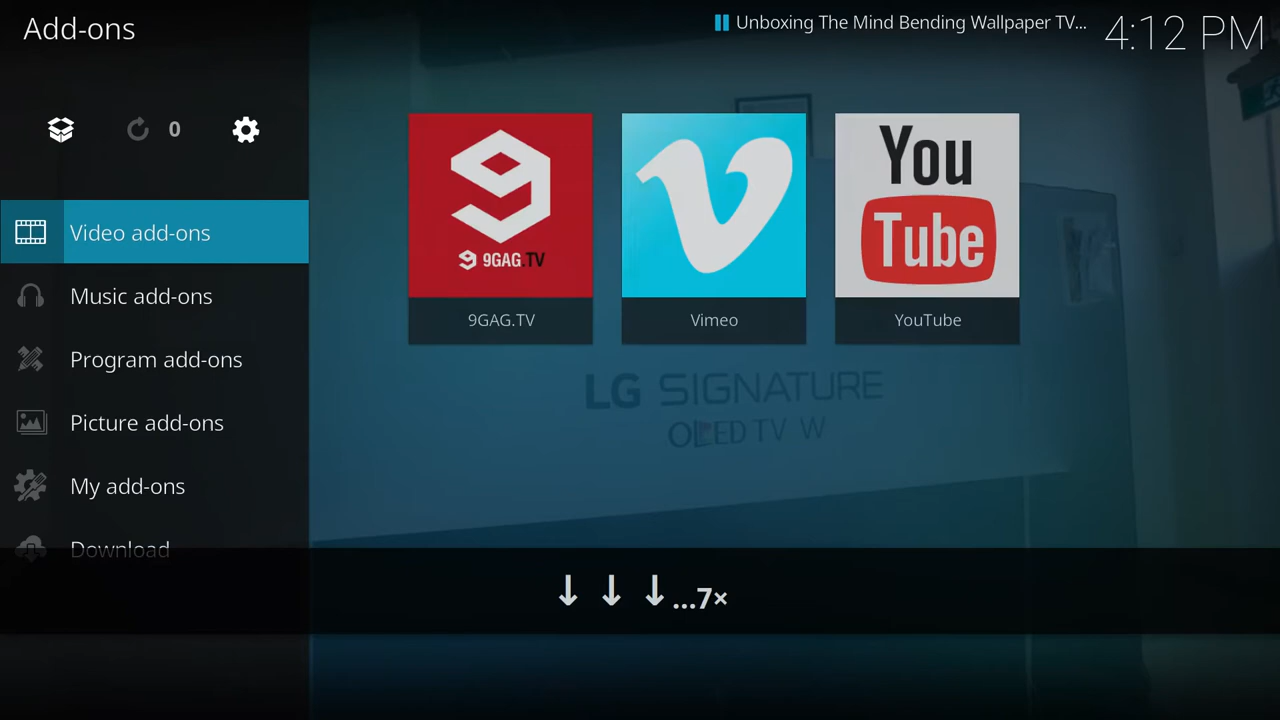 Add-ons
Unboxing The Mind Bending Wallpaper TV...
4:12 PM
0
Video add-ons
Music add-ons
Program add-ons
Picture add-ons
My add-ons
Download
9GAG.TV
9GAG.TV
Vimeo
You
Tube
YouTube
LG SIGNATURE
OLED TV W
↓ ↓ ↓...7×